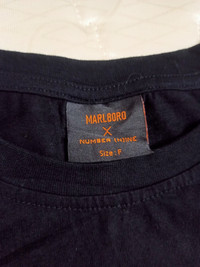 MARLBORO
X
NUMBER (N)INE
Size : P